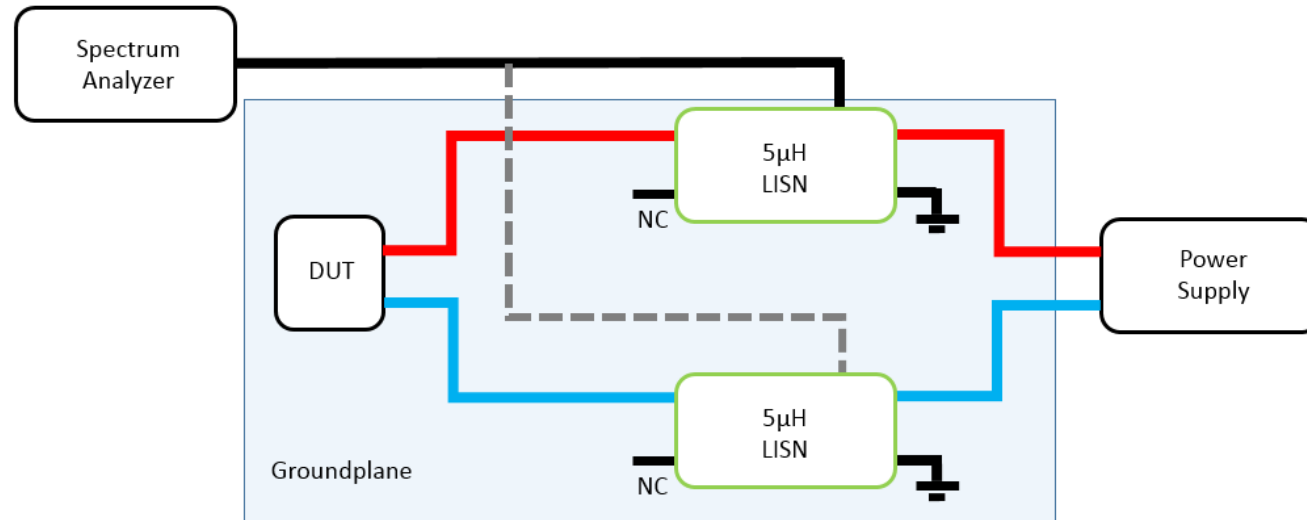 Spectrum
Analyzer
5µH
LISN
NC
DUT
Power
Supply
5µH
LISN
Groundplane
NC